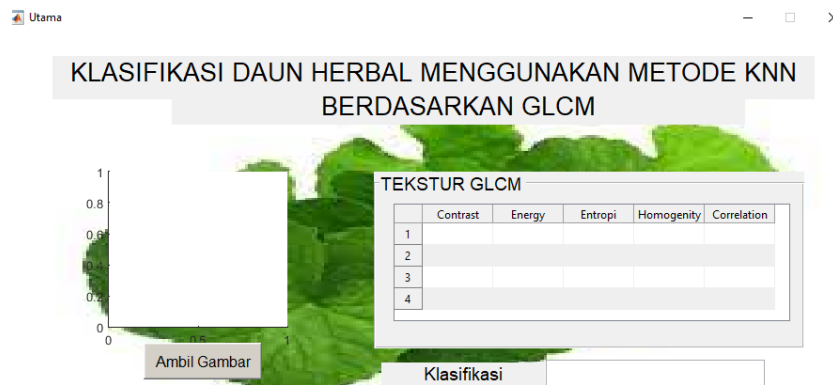 Utama
KLASIFIKASI DAUN HERBAL MENGGUNAKAN METODE KNN
BERDASARKAN GLCM
1
0.8
0.6
0.4
0.2
0
0 0.5 1
Ambil Gambar
TEKSTUR GLCM
Contrast Energy Entropi Homogenity Correlation
1
2
3
4
Klasifikasi